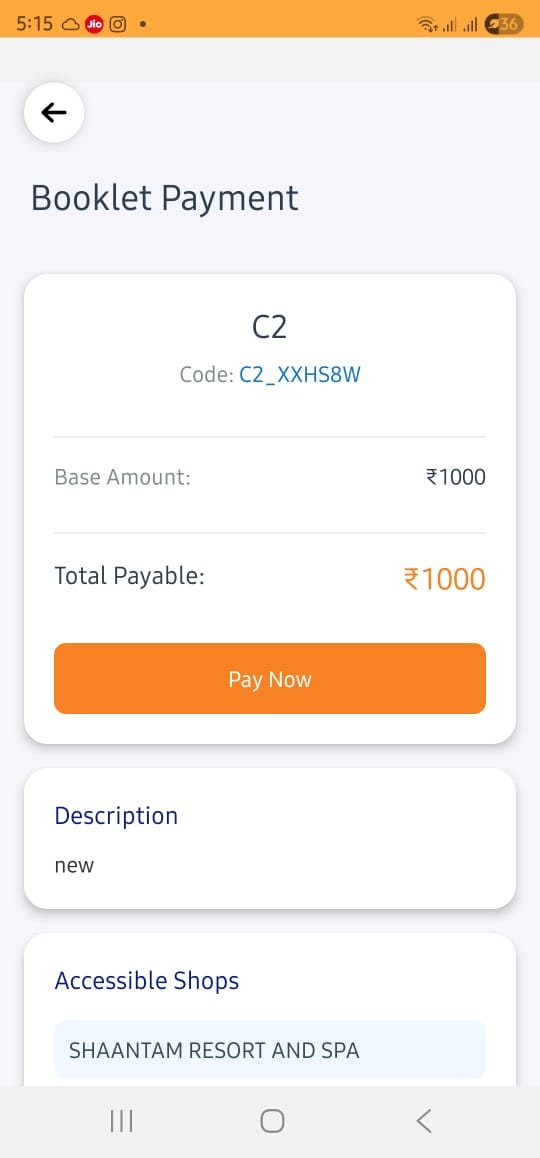 5:15
Jio
36
Booklet Payment
C2
Code: C2_XXHS8W
Base Amount: ₹1000
Total Payable: ₹1000
Pay Now
Description
new
Accessible Shops
SHAANTAM RESORT AND SPA